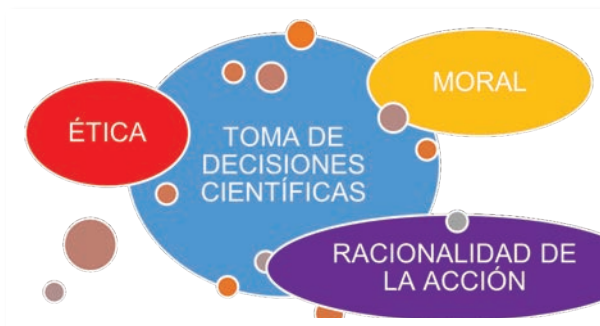 MORAL
ÉTICA
TOMA DE
DECISIONES
CIENTÍFICAS
RACIONALIDAD DE
LA ACCIÓN